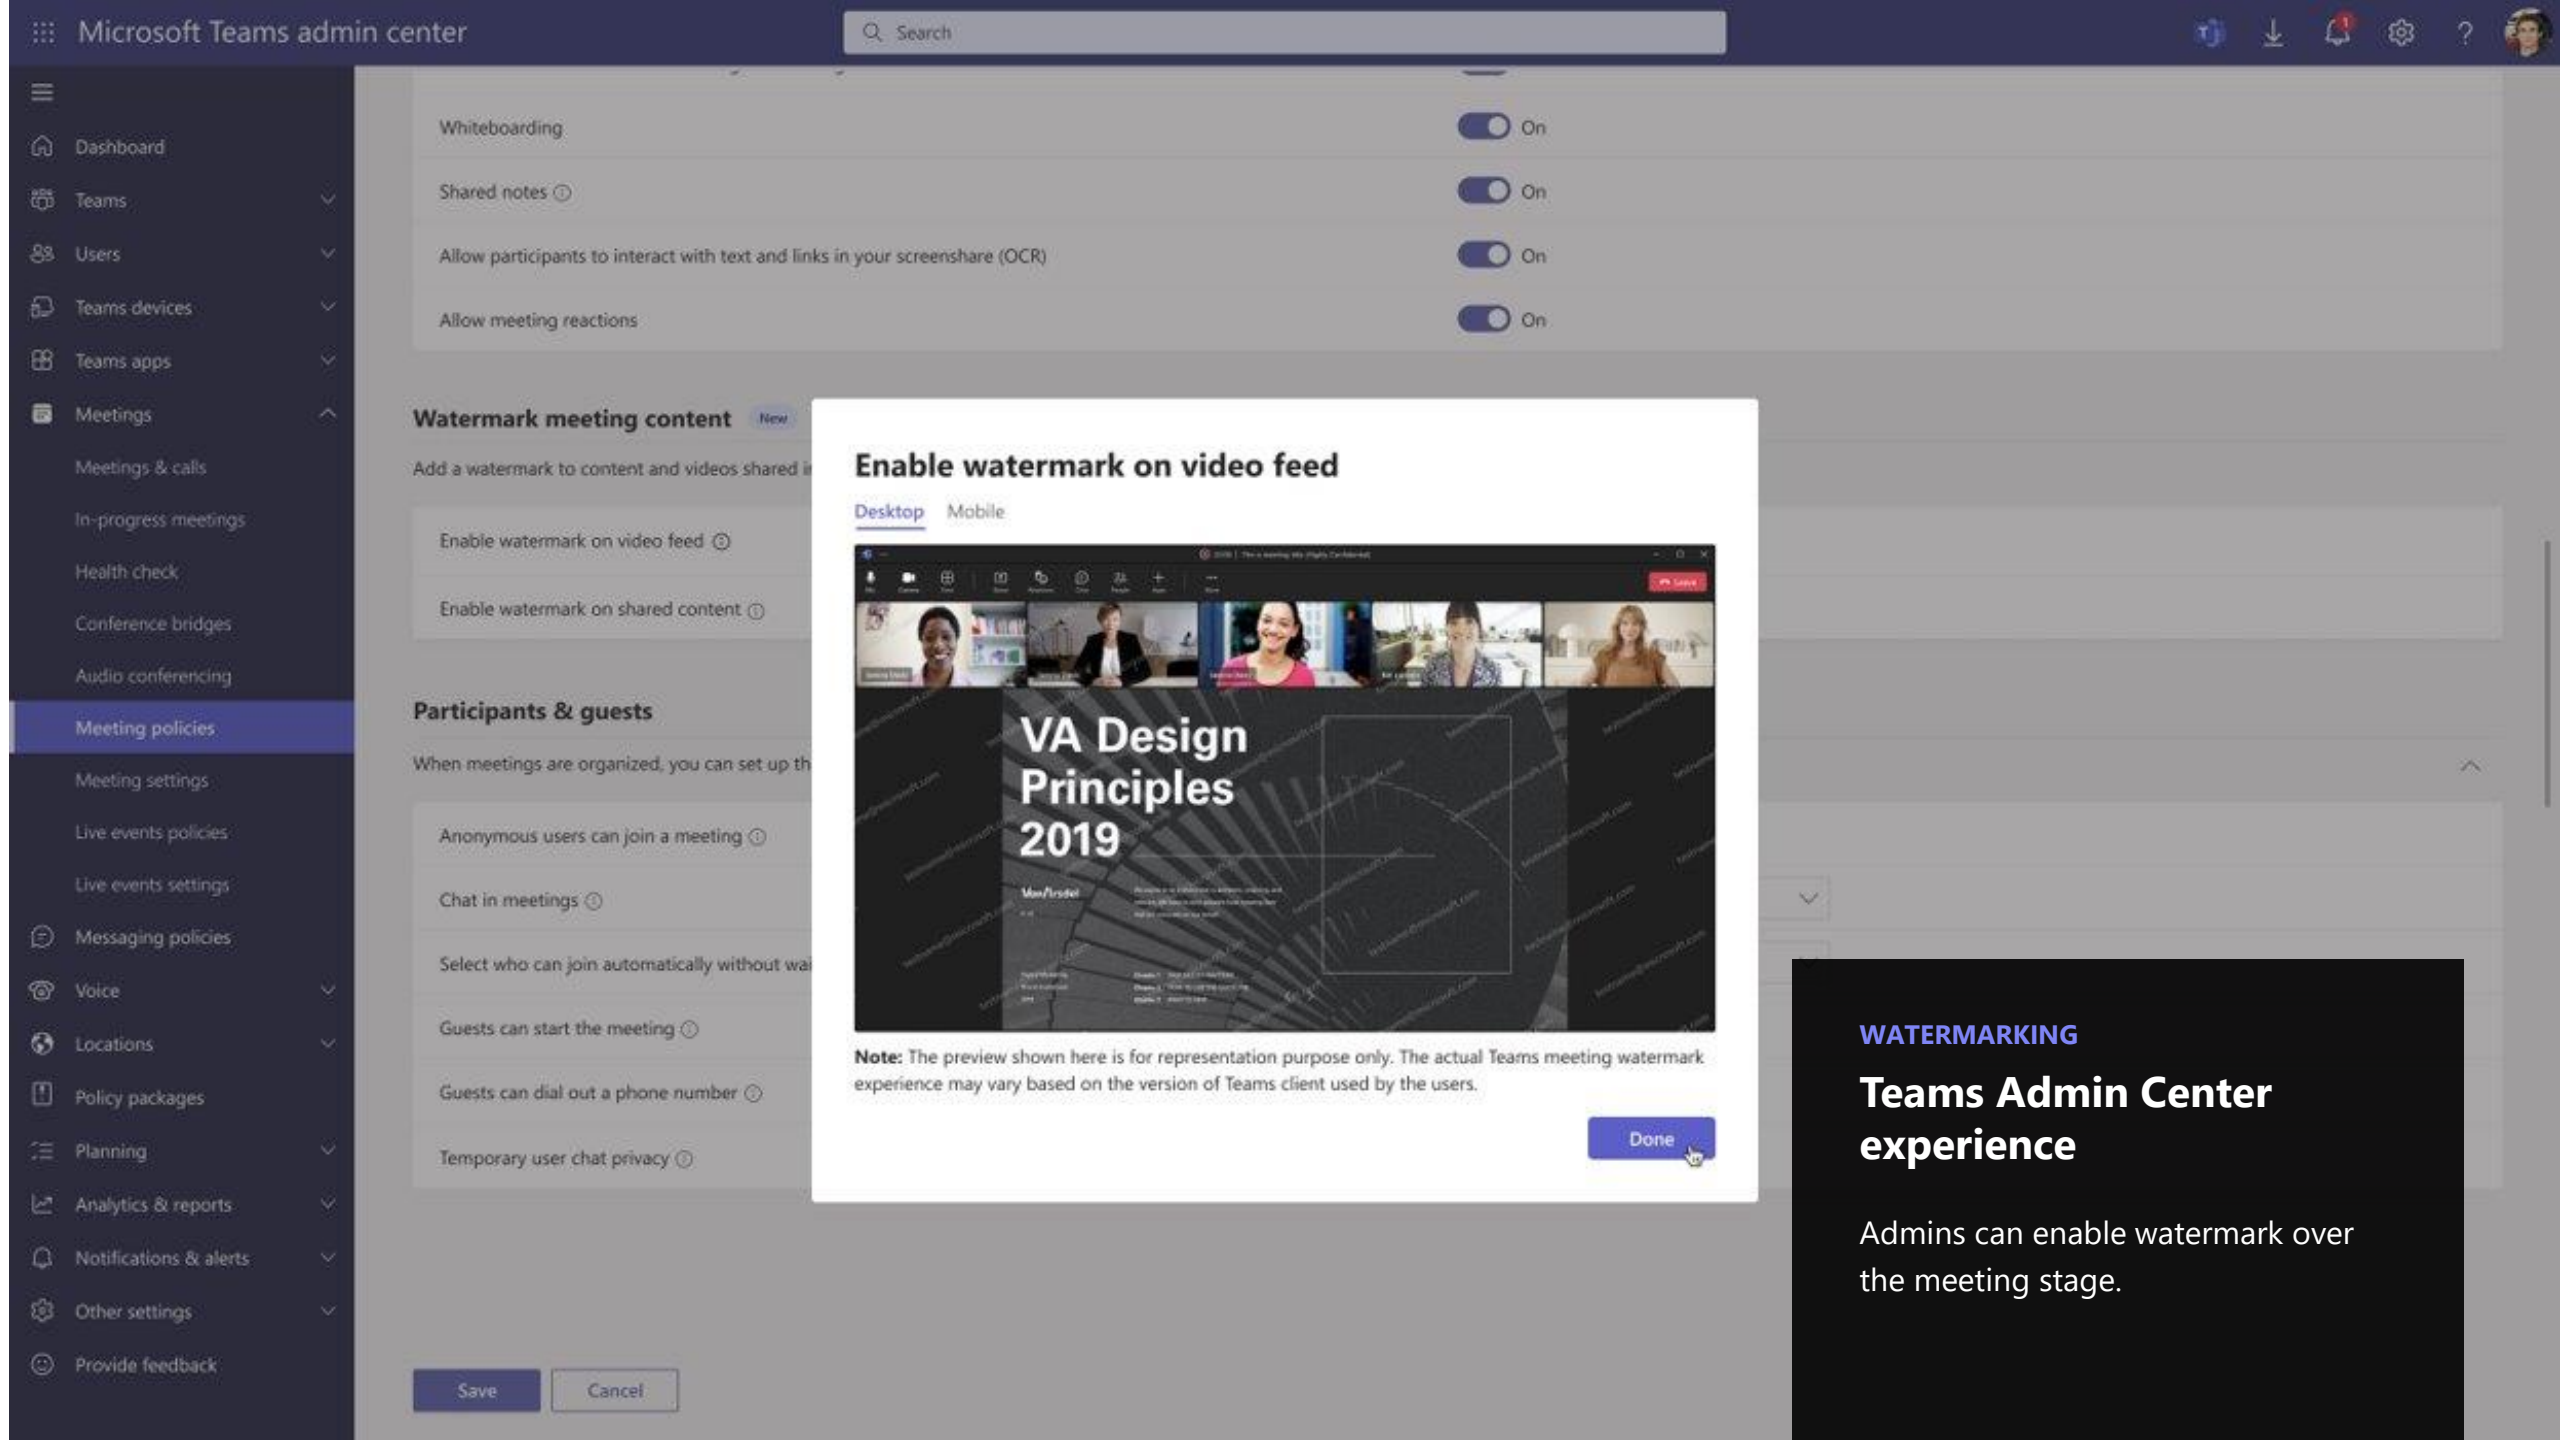 Microsoft Teams admin center
Search
1
Dashboard
Teams
Users
Teams devices
Teams apps
Meetings
Meetings & calls
In-progress meetings
Health check
Conference bridges
Audio conferencing
Meeting policies
Meeting settings
Live events policies
Live events settings
Messaging policies
Voice
Locations
Policy packages
Planning
Analytics & reports
Notifications & alerts
Other settings
Provide feedback
Whiteboarding On
Shared notes On
Allow participants to interact with text and links in your screenshare (OCR) On
Allow meeting reactions On
Watermark meeting content New
Add a watermark to content and videos shared
Enable watermark on video feed
Enable watermark on shared content
Participants & guests
When meetings are organized, you can set up
Anonymous users can join a meeting
Chat in meetings
Select who can join automatically without
Guests can start the meeting
Guests can dial out a phone number
Temporary user chat privacy
Save Cancel
Enable watermark on video feed
Desktop Mobile
Leave
VA Design
Principles
2019
VanArsdel
testname@microsoft.com
Note: The preview shown here is for representation purpose only. The actual Teams meeting watermark
experience may vary based on the version of Teams client used by the users.
Done
WATERMARKING
Teams Admin Center
experience
Admins can enable watermark over
the meeting stage.